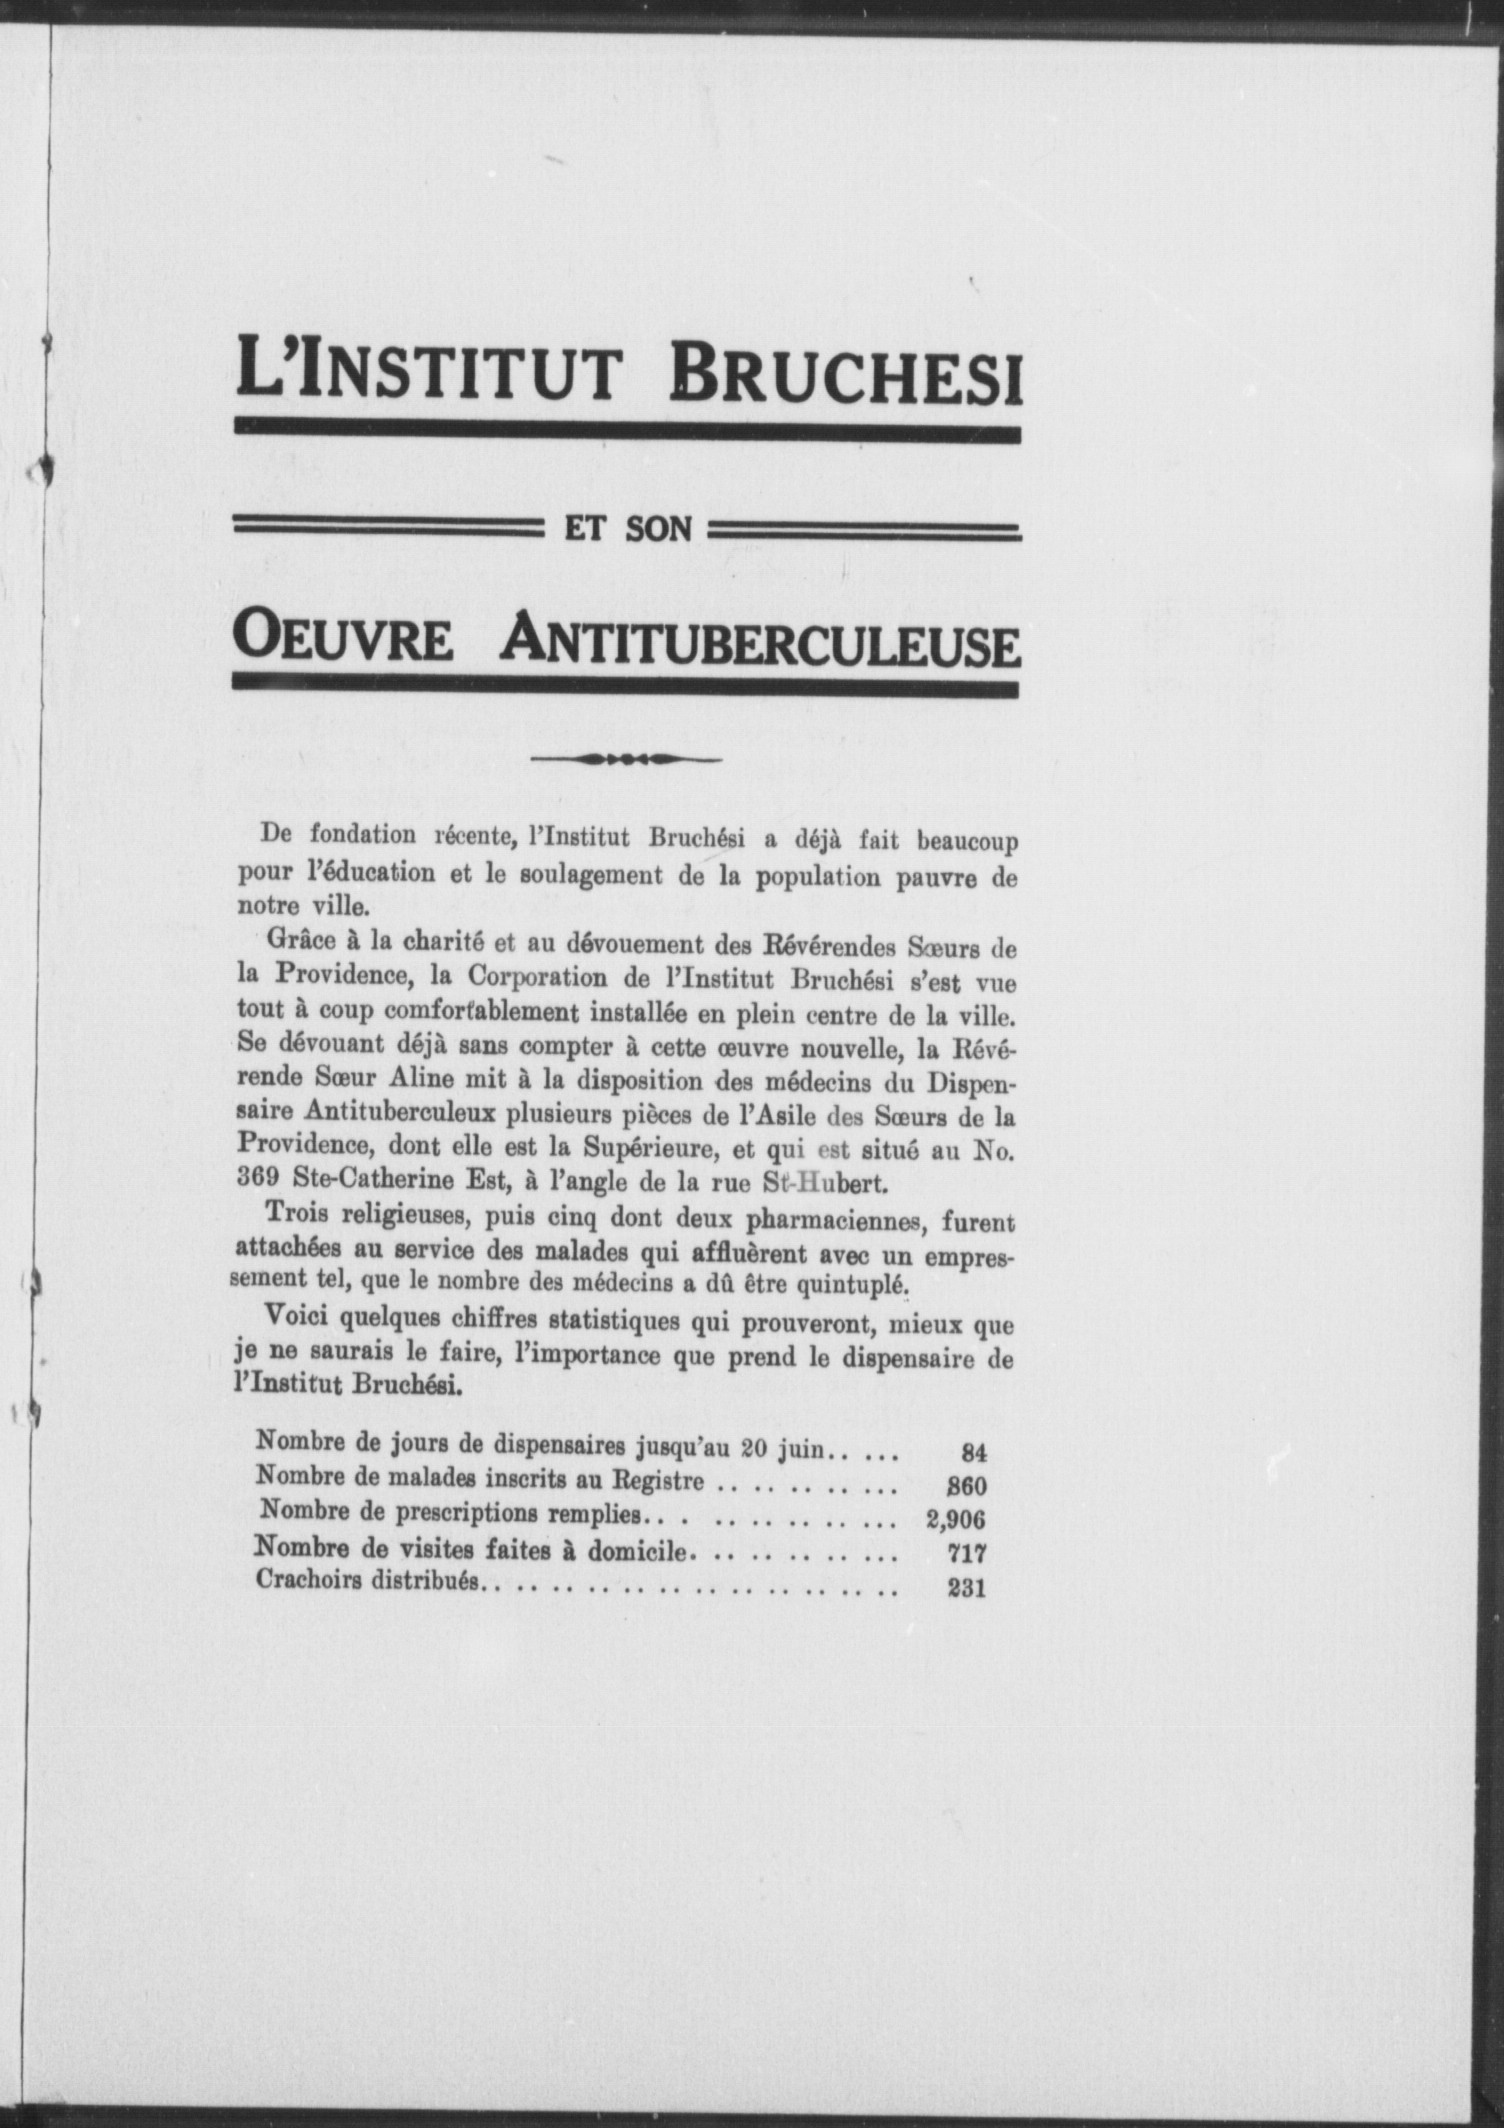 L'INSTITUT BRUCHESI
ET SON
OEUVRE ANTITUBERCULEUSE
De fondation récente, l'Institut Bruchési a déjà fait beaucoup
pour l'éducation et le soulagement de la population pauvre de
notre ville.
Grâce à la charité et au dévouement des Révérendes Sœurs de
la Providence, la Corporation de l'Institut Bruchési s'est vue
tout à coup comfortablement installée en plein centre de la ville.
Se dévouant déjà sans compter à cette œuvre nouvelle, la Révé-
rende Sœur Aline mit à la disposition des médecins du Dispen-
saire Antituberculeux plusieurs pièces de l'Asile des Sœurs de la
Providence, dont elle est la Supérieure, et qui est situé au No.
369 Ste-Catherine Est, à l'angle de la rue St-Hubert.
Trois religieuses, puis cinq dont deux pharmaciennes, furent
attachées au service des malades qui affluèrent avec un empres-
sement tel, que le nombre des médecins a dû être quintuplé.
Voici quelques chiffres statistiques qui prouveront, mieux que
je ne saurais le faire, l'importance que prend le dispensaire de
l'Institut Bruchési.
Nombre de jours de dispensaires jusqu'au 20 juin.. ... 84
Nombre de malades inscrits au Registre .. .. .. .. ... 860
Nombre de prescriptions remplies.. . .. .. .. .. .. ... 2,906
Nombre de visites faites à domicile. .. .. .. .. .. ... 717
Crachoirs distribués.. .. .. .. .. .. .. .. .. .. .. .. 231